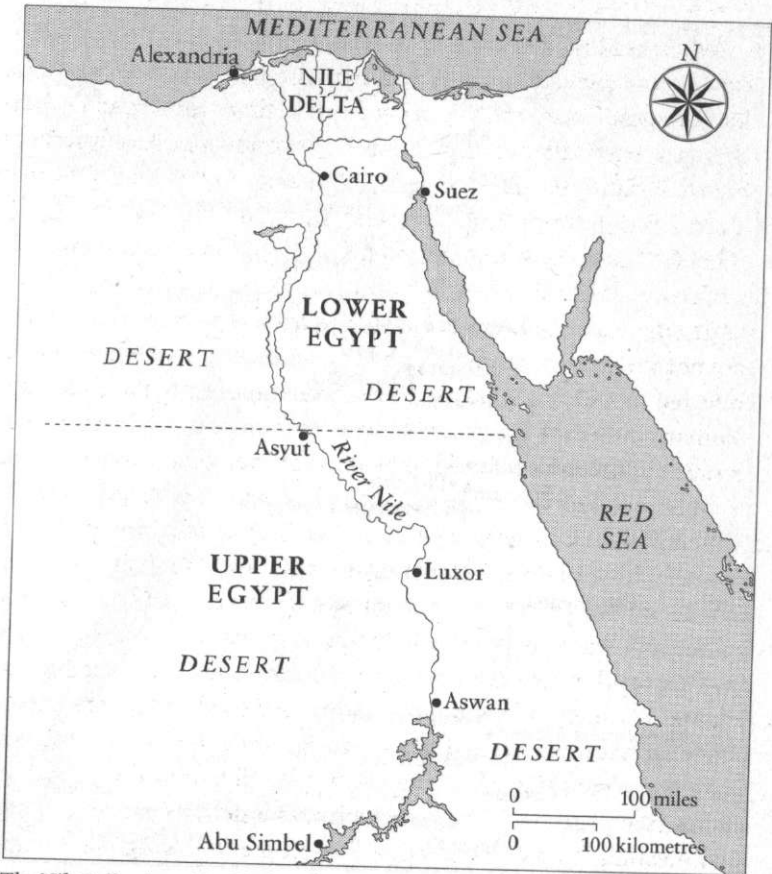 MEDITERRANEAN SEA
Alexandria
NILE
DELTA
N
Cairo
Suez
LOWER
EGYPT
DESERT
DESERT
Asyut
River Nile
RED
SEA
UPPER
EGYPT
Luxor
DESERT
Aswan
DESERT
0 100 miles
0 100 kilometres
Abu Simbel